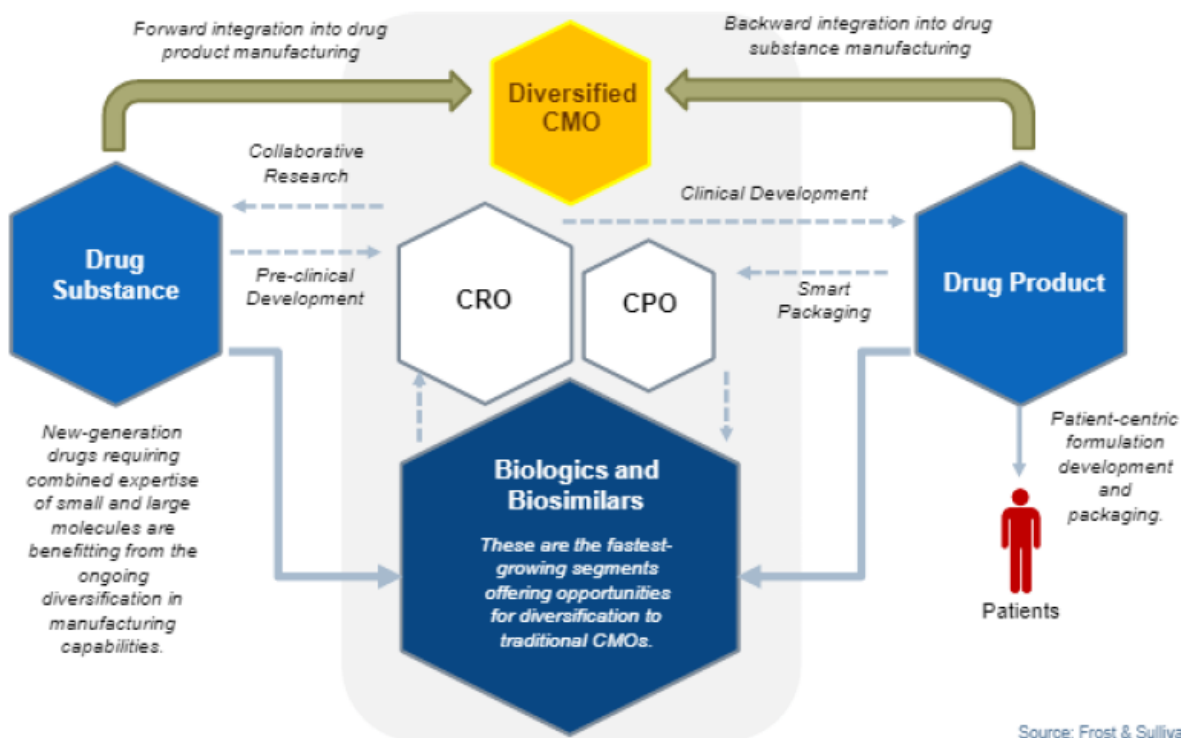 Forward integration into drug
product manufacturing
Backward integration into drug
substance manufacturing
Diversified
CMO
Collaborative
Research
Clinical Development
Drug
Substance
Pre-clinical
Development
CRO
CPO
Smart
Packaging
Drug Product
New-generation
drugs requiring
combined expertise
of small and large
molecules are
benefitting from the
ongoing
diversification in
manufacturing
capabilities.
Biologics and
Biosimilars
These are the fastest-
growing segments
offering opportunities
for diversification to
traditional CMOs.
Patient-centric
formulation
development
and
packaging.
Patients
Source: Frost & Sulliva